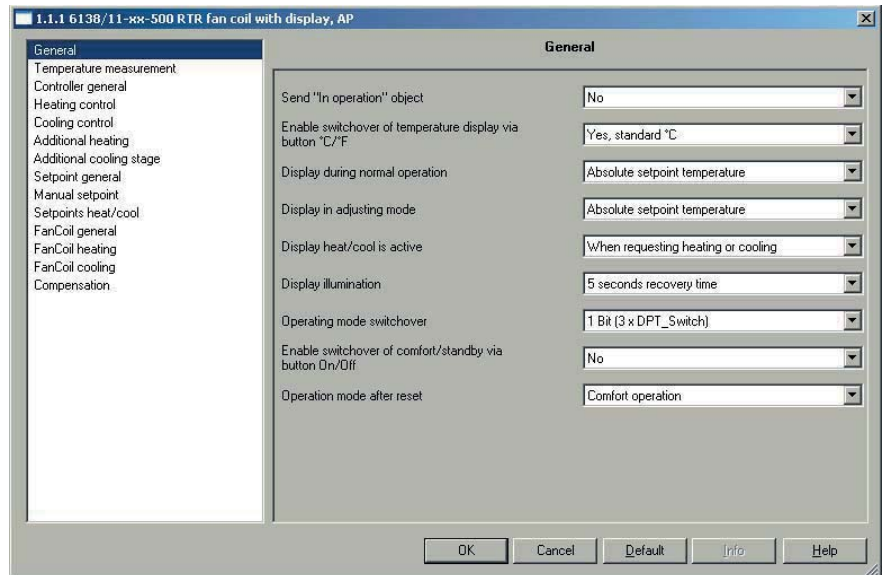 1.1.1 6138/11-xx-500 RTR fan coil with display, AP
General
Temperature measurement
Controller general
Heating control
Cooling control
Additional heating
Additional cooling stage
Setpoint general
Manual setpoint
Setpoints heat/cool
FanCoil general
FanCoil heating
FanCoil cooling
Compensation
General
Send "In operation" object
No
Enable switchover of temperature display via
button °C/°F
Yes, standard °C
Display during normal operation
Absolute setpoint temperature
Display in adjusting mode
Absolute setpoint temperature
Display heat/cool is active
When requesting heating or cooling
Display illumination
5 seconds recovery time
Operating mode switchover
1 Bit (3 x DPT_Switch)
Enable switchover of comfort/standby via
button On/Off
No
Operation mode after reset
Comfort operation
OK
Cancel
Default
Info
Help